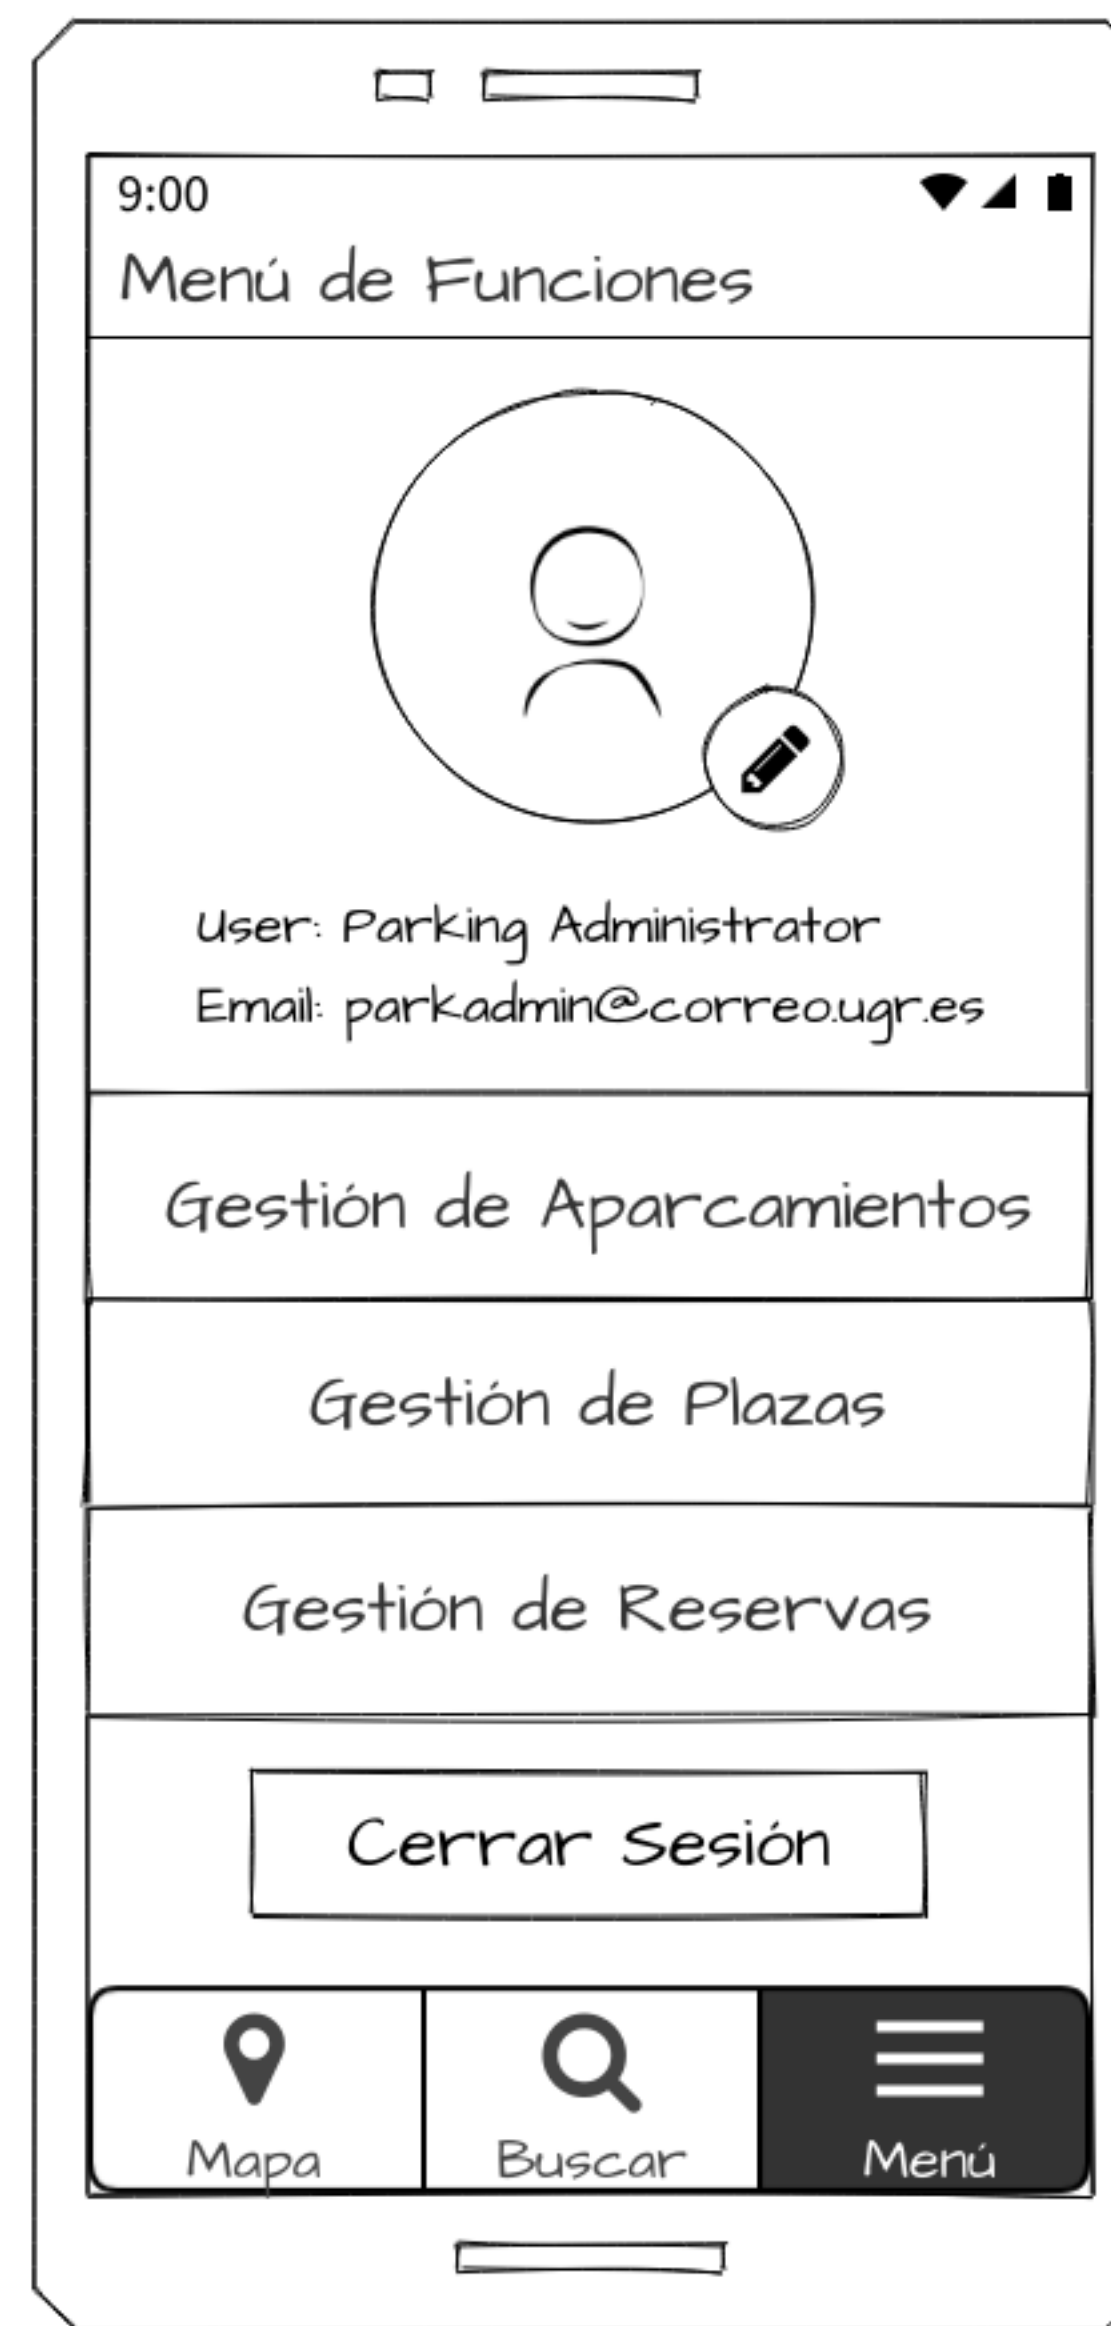 9:00
Menú de Funciones
User: Parking Administrator
Email: parkadmin@correo.ugr.es
Gestión de Aparcamientos
Gestión de Plazas
Gestión de Reservas
Cerrar Sesión
Mapa
Buscar
Menú